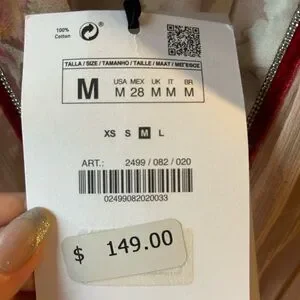 100%
Cotton
TALLA / SIZE / TAMANHO / TAILLE / MAAT / ΜΕΓΕΘΟΣ
M
USA MEX UK IT BR
M 28 M M M
XS S M L
ART.: 2499 / 082 / 020
02499082020033
$ 149.00